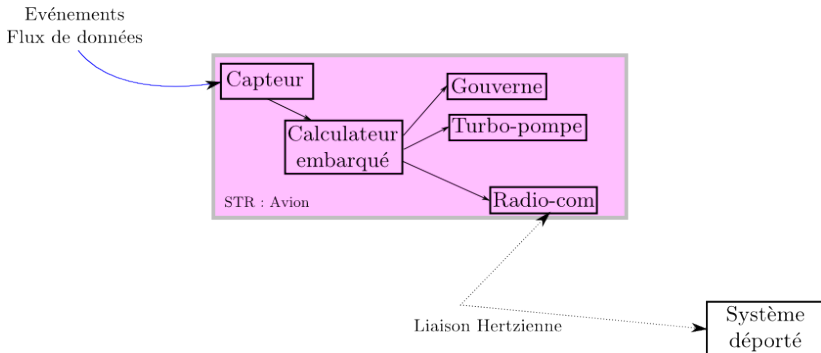 Evénements
Flux de données
Capteur
Gouverne
Turbo-pompe
Calculateur
embarqué
Radio-com
STR : Avion
Liaison Hertzienne
Système
déporté